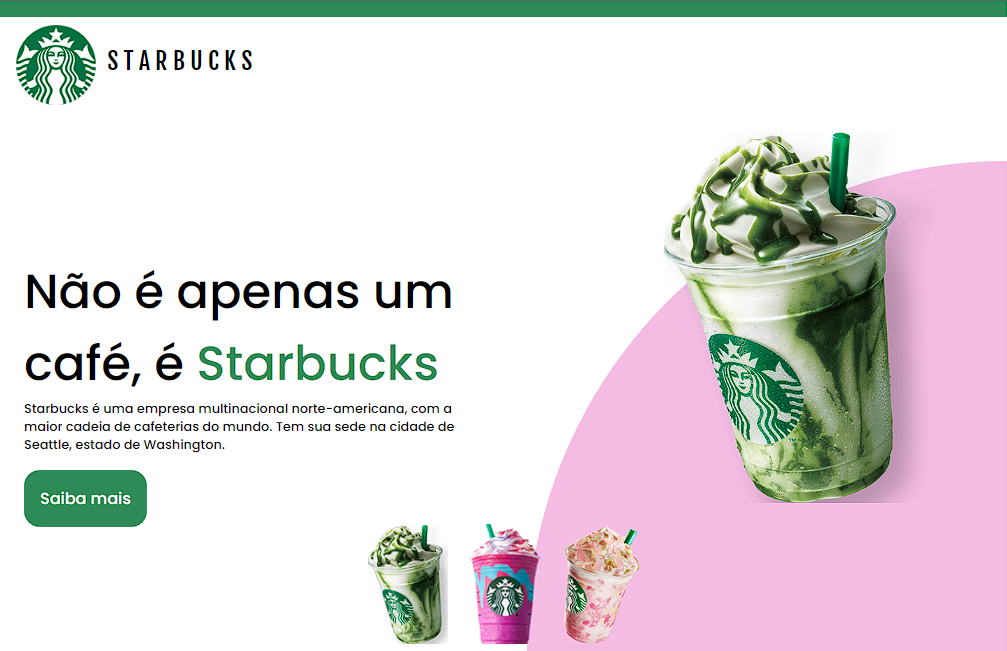 STARBUCKS
Não é apenas um
café, é Starbucks
Starbucks é uma empresa multinacional norte-americana, com a
maior cadeia de cafeterias do mundo. Tem sua sede na cidade de
Seattle, estado de Washington.
Saiba mais